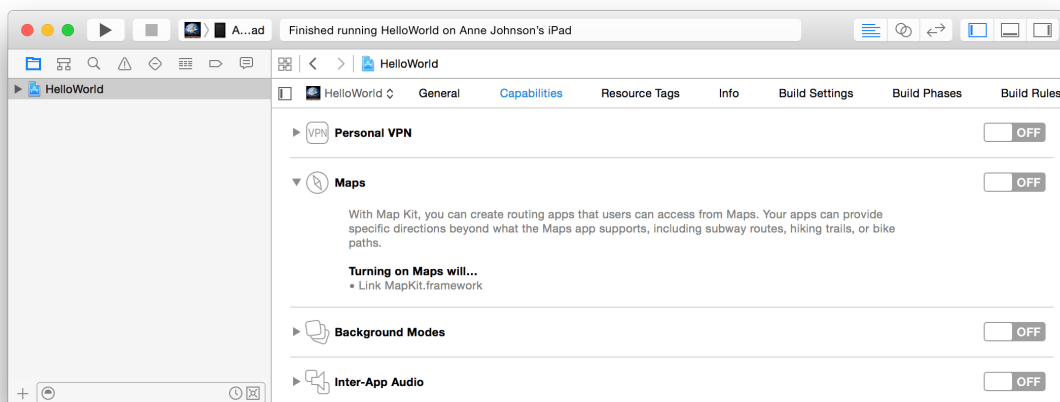 A...ad Finished running HelloWorld on Anne Johnson's iPad
HelloWorld
HelloWorld
HelloWorld General Capabilities Resource Tags Info Build Settings Build Phases Build Rules
VPN Personal VPN OFF
Maps OFF
With Map Kit, you can create routing apps that users can access from Maps. Your apps can provide
specific directions beyond what the Maps app supports, including subway routes, hiking trails, or bike
paths.
Turning on Maps will...
• Link MapKit.framework
Background Modes OFF
Inter-App Audio OFF